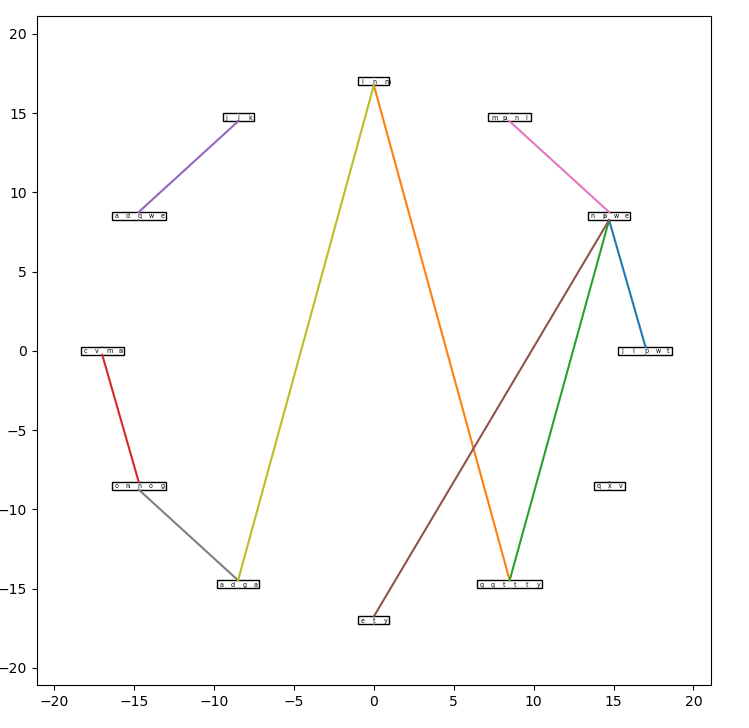 20
l n m
15
j j k
m p n l
10
a d q w e
n p w e
5
0
c v m a
j l p w t
−5
o n n o g
q x v
−10
a d g a
q q t t y
−15
e t y
−20
−20 −15 −10 −5 0 5 10 15 20